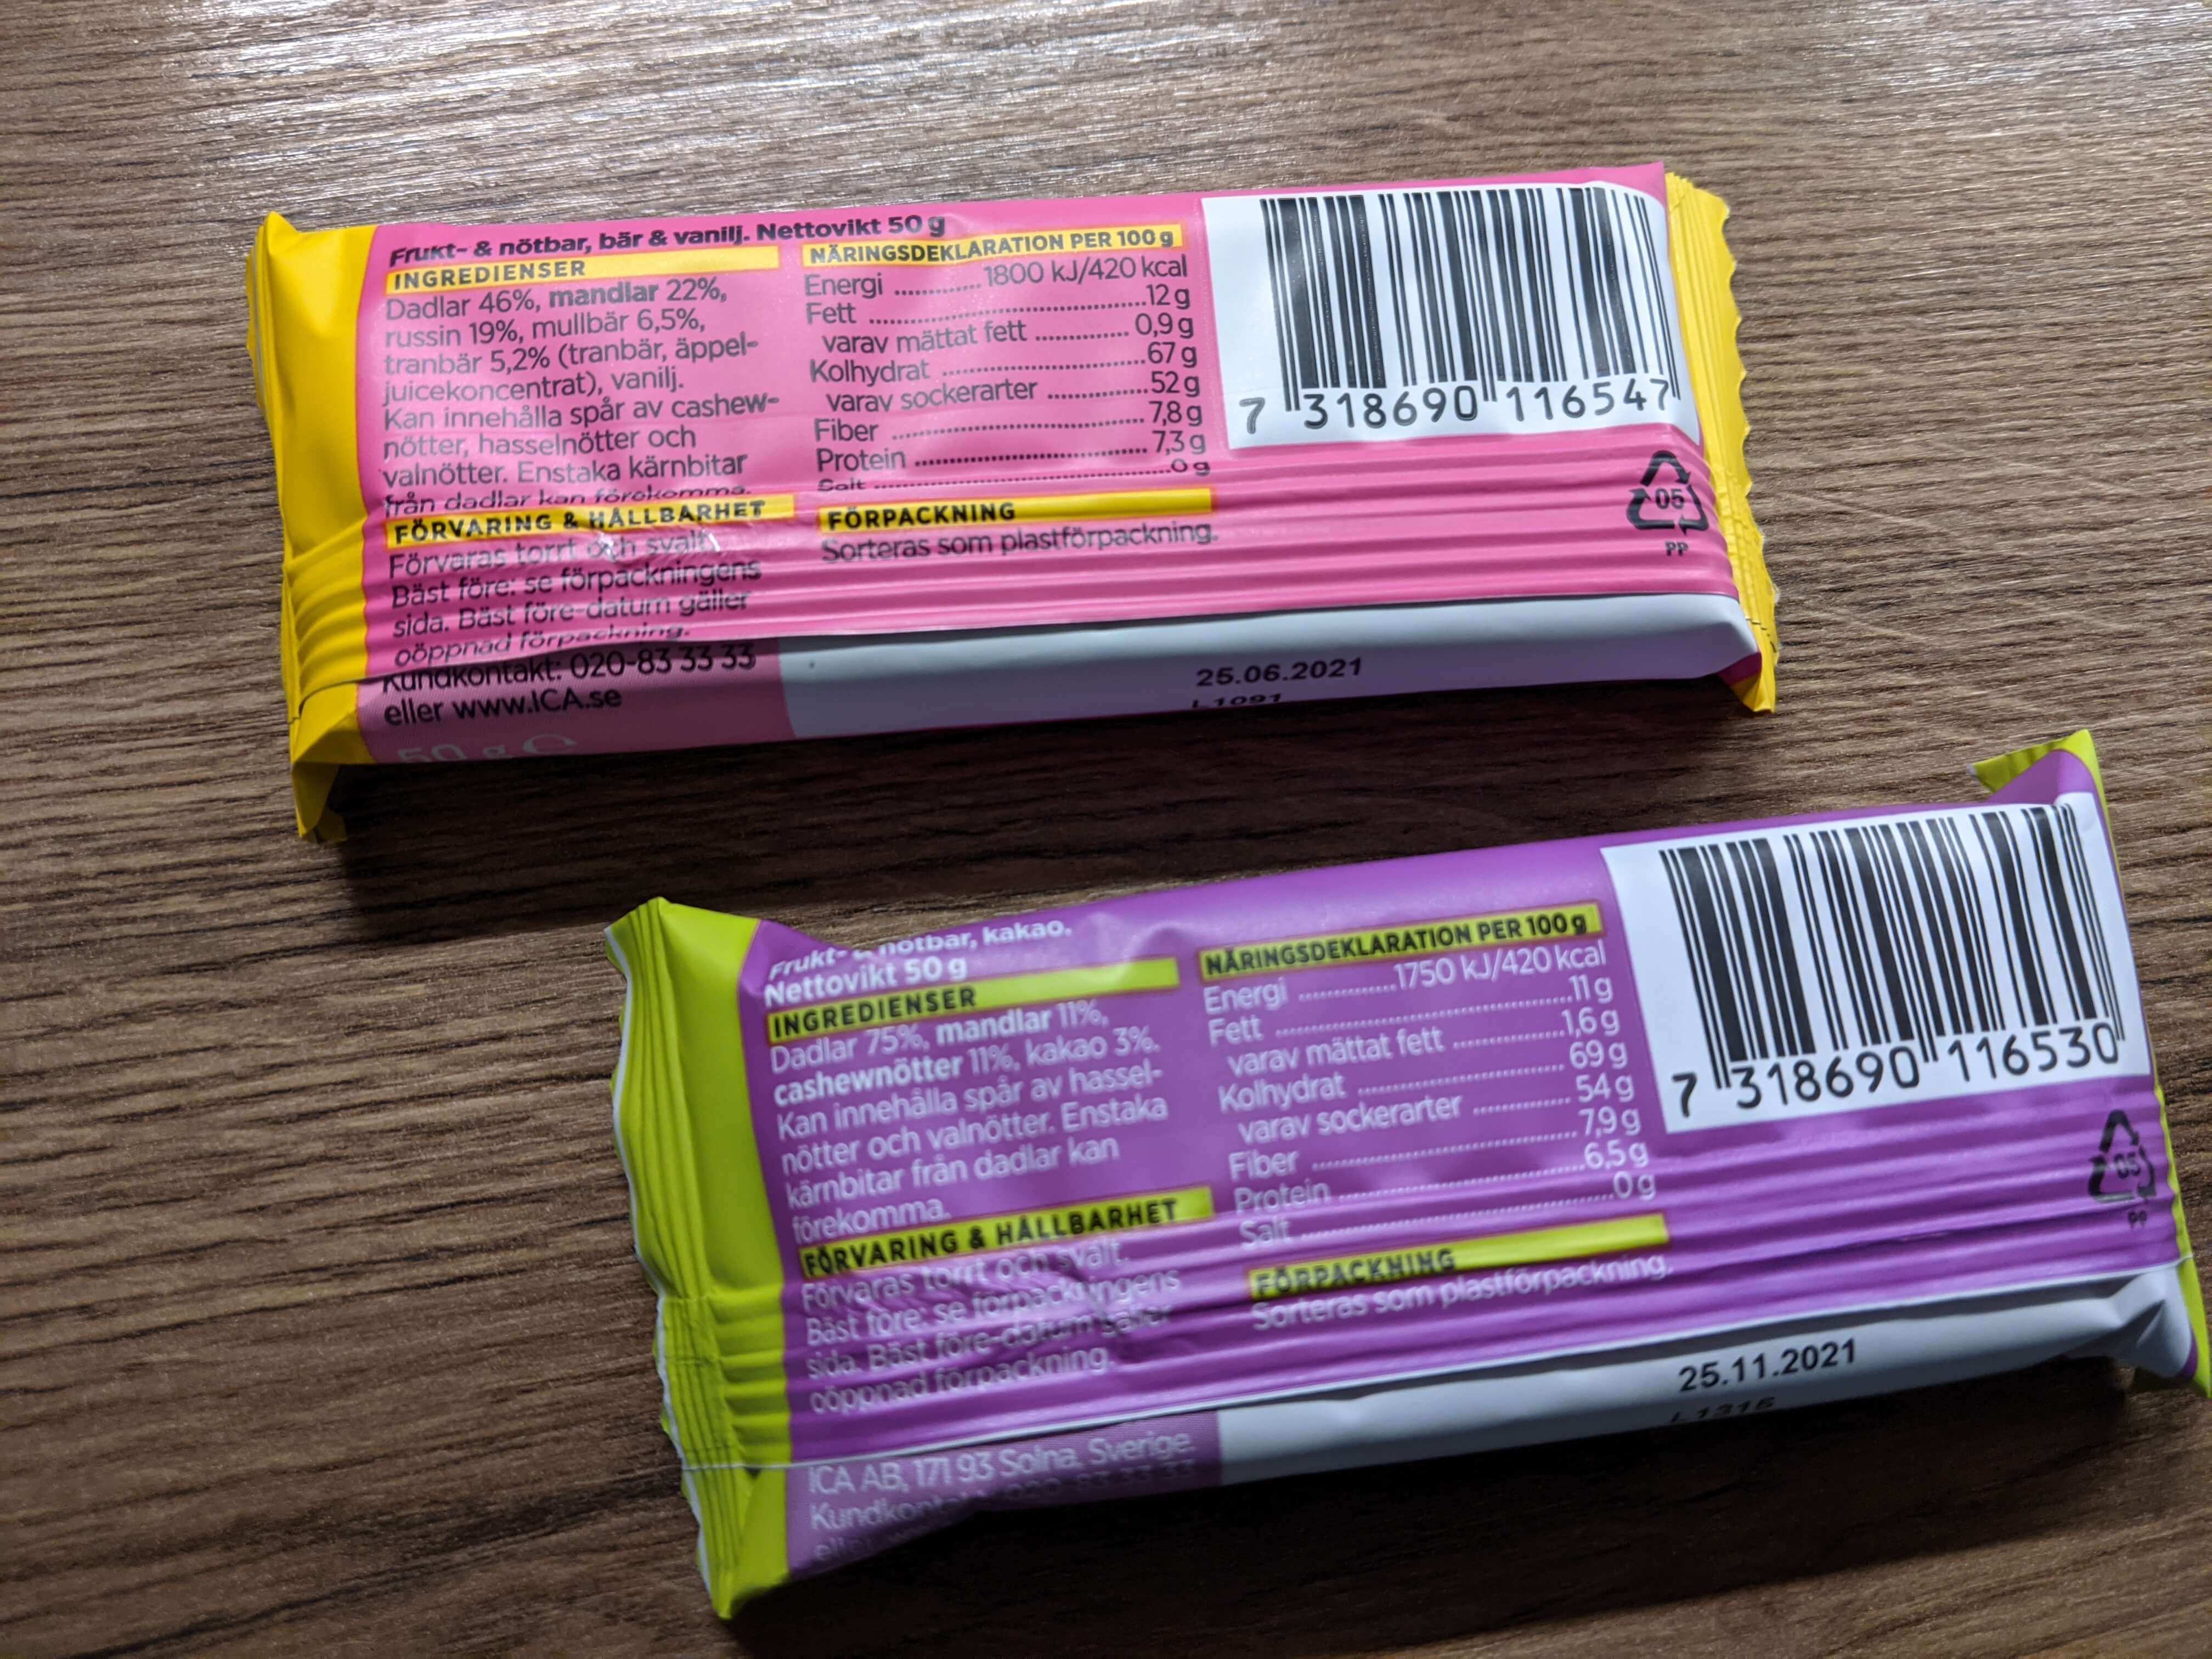 Frukt- & nötbar, bär & vanilj. Nettovikt 50 g
INGREDIENSER
Dadlar 46%, mandlar 22%,
russin 19%, mullbär 6,5%,
tranbär 5,2% (tranbär, äppel-
juicekoncentrat), vanilj.
Kan innehålla spår av cashew-
nötter, hasselnötter och
valnötter. Enstaka kärnbitar
från dadlar kan förekomma.
FÖRVARING & HÅLLBARHET
Förvaras torrt och svalt.
Bäst före: se förpackningens
sida. Bäst före-datum gäller
oöppnad förpackning.
Kundkontakt: 020-83 33 33
eller www.ICA.se
50 g
NÄRINGSDEKLARATION PER 100 g
Energi ............ 1800 kJ/420 kcal
Fett ............ 12 g
varav mättat fett ............ 0,9 g
Kolhydrat ............ 67 g
varav sockerarter ............ 52 g
Fiber ............ 7,8 g
Protein ............ 7,3 g
Salt ............ 0 g
FÖRPACKNING
Sorteras som plastförpackning.
7 318690 116547
05
PP
25.06.2021
L1091
Frukt- & nötbar, kakao.
Nettovikt 50 g
INGREDIENSER
Dadlar 75%, mandlar 11%,
cashewnötter 11%, kakao 3%.
Kan innehålla spår av hassel-
nötter och valnötter. Enstaka
kärnbitar från dadlar kan
förekomma.
FÖRVARING & HÅLLBARHET
Förvaras torrt och svalt.
Bäst före: se förpackningens
sida. Bäst före-datum gäller
oöppnad förpackning.
ICA AB, 171 93 Solna. Sverige.
Kundkontakt: 020-83 33 33
NÄRINGSDEKLARATION PER 100 g
Energi ............ 1750 kJ/420 kcal
Fett ............ 11 g
varav mättat fett ............ 1,6 g
Kolhydrat ............ 69 g
varav sockerarter ............ 54 g
Fiber ............ 7,9 g
Protein ............ 6,5 g
Salt ............ 0 g
FÖRPACKNING
Sorteras som plastförpackning.
7 318690 116530
05
PP
25.11.2021
L1315